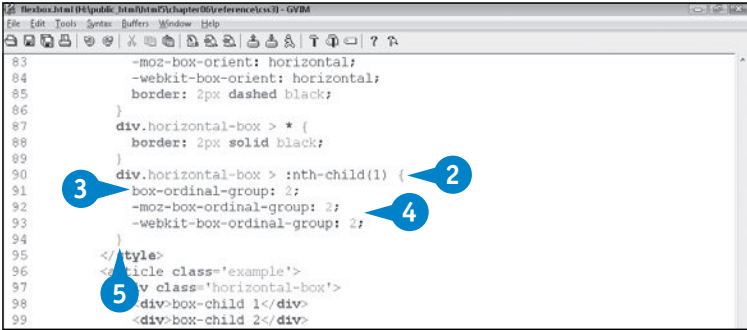 flexbox.html (H:\public_html\html5\chapter06\reference\css3) - GVIM
File Edit Tools Syntax Buffers Window Help
83 -moz-box-orient: horizontal;
84 -webkit-box-orient: horizontal;
85 border: 2px dashed black;
86 }
87 div.horizontal-box > * {
88 border: 2px solid black;
89 }
90 div.horizontal-box > :nth-child(1) { 2
3
91 box-ordinal-group: 2;
92 -moz-box-ordinal-group: 2; 4
93 -webkit-box-ordinal-group: 2;
94 }
95 </style>
96 <article class='example'>
97 v class='horizontal-box'>
5
98 <div>box-child 1</div>
99 <div>box-child 2</div>